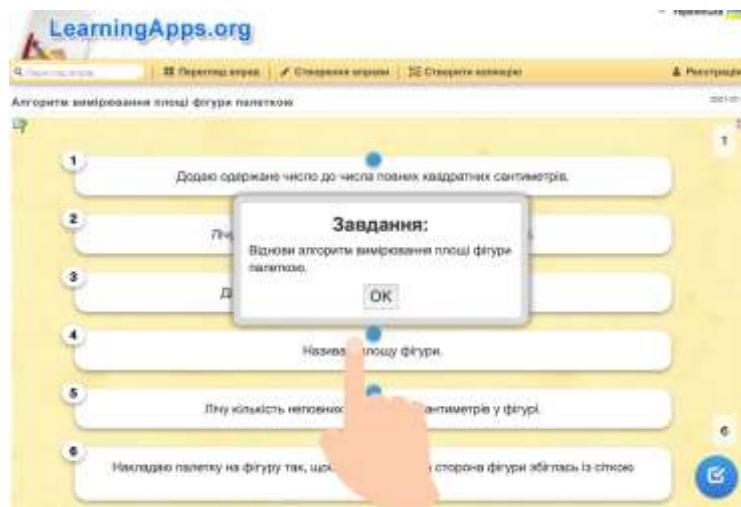 Українська
LearningApps.org
Перегляд вправ
Створення вправи
Створити колекцію
Реєстрація
Алгоритм вимірювання площі фігури палеткою
1
1
Додаю одержане число до числа повних квадратних сантиметрів.
2
Завдання:
Віднови алгоритм вимірювання площі фігури
палеткою.
3
OK
4
площу фігури.
5
Лічу кількість неповних сантиметрів у фігурі.
6
6
Накладаю палетку на фігуру так, сторона фігури збіглась із сіткою